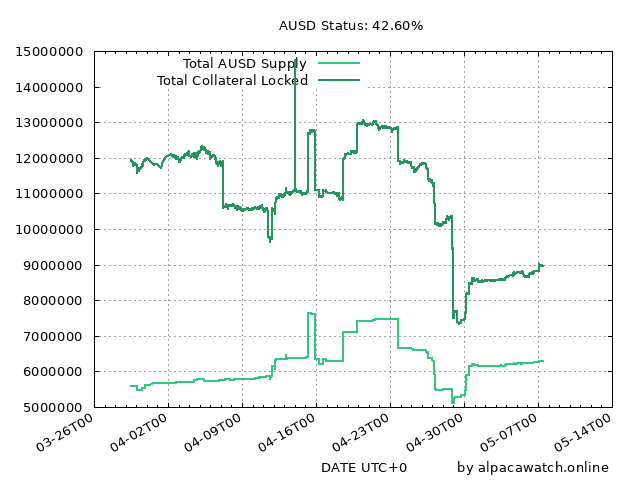 AUSD Status: 42.60%
15000000
14000000
13000000
12000000
11000000
10000000
9000000
8000000
7000000
6000000
5000000
Total AUSD Supply
Total Collateral Locked
03-26T00
04-02T00
04-09T00
04-16T00
04-23T00
04-30T00
05-07T00
05-14T00
DATE UTC+0
by alpacawatch.online